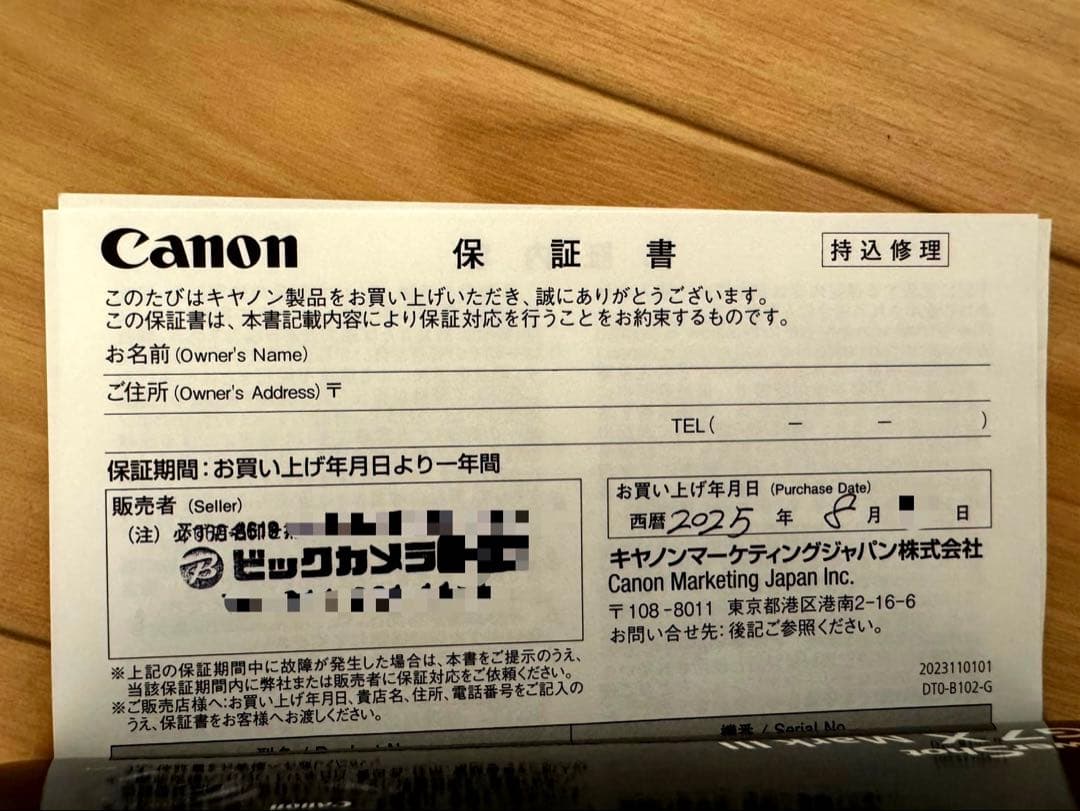 Canon 保証書 持込修理
このたびはキヤノン製品をお買い上げいただき、誠にありがとうございます。
この保証書は、本書記載内容により保証対応を行うことをお約束するものです。
お名前 (Owner's Name)
ご住所 (Owner's Address) 〒
TEL( － － )
保証期間：お買い上げ年月日より一年間
販売者 (Seller)
(注)
ビックカメラ
お買い上げ年月日 (Purchase Date)
西暦 2025 年 8 月 日
キヤノンマーケティングジャパン株式会社
Canon Marketing Japan Inc.
〒108-8011 東京都港区港南2-16-6
お問い合せ先：後記ご参照ください。
※上記の保証期間中に故障が発生した場合は、本書をご提示のうえ、
当該保証期間内に弊社または販売者に保証対応をご依頼ください。
※ご販売店様へ：お買い上げ年月日、貴店名、住所、電話番号をご記入の
うえ、保証書をお客様へお渡しください。
2023110101
DT0-B102-G
機番 / Serial No.
G7 X Mark III
Canon